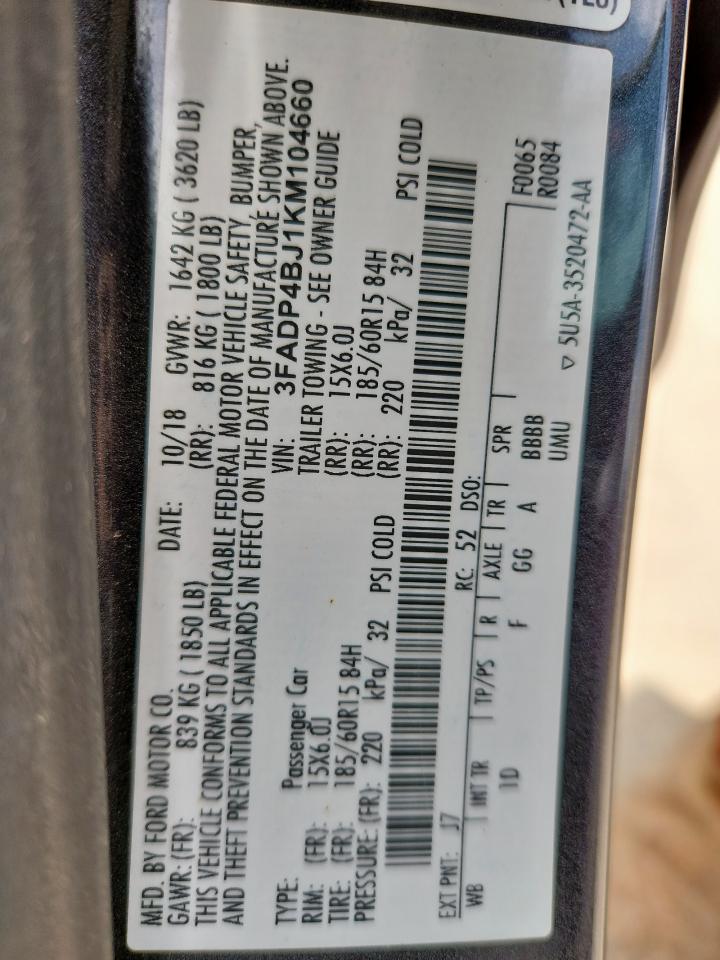 MFD. BY FORD MOTOR CO.
DATE: 10/18 GVWR: 1642 KG ( 3620 LB)
GAWR: (FR): 839 KG ( 1850 LB) (RR): 816 KG ( 1800 LB)
THIS VEHICLE CONFORMS TO ALL APPLICABLE FEDERAL MOTOR VEHICLE SAFETY, BUMPER,
AND THEFT PREVENTION STANDARDS IN EFFECT ON THE DATE OF MANUFACTURE SHOWN ABOVE.
VIN: 3FADP4BJ1KM104660
TYPE: Passenger Car TRAILER TOWING - SEE OWNER GUIDE
RIM: (FR): 15X6.0J (RR): 15X6.0J
TIRE: (FR): 185/60R15 84H (RR): 185/60R15 84H
PRESSURE: (FR): 220 kPa/ 32 PSI COLD (RR): 220 kPa/ 32 PSI COLD
EXT PNT: J7 RC: 52 DSO: F0065
R0084
WB INT TR TP/PS R AXLE TR SPR
1D F GG A BBBB
UMU
▽ 5U5A-3520472-AA